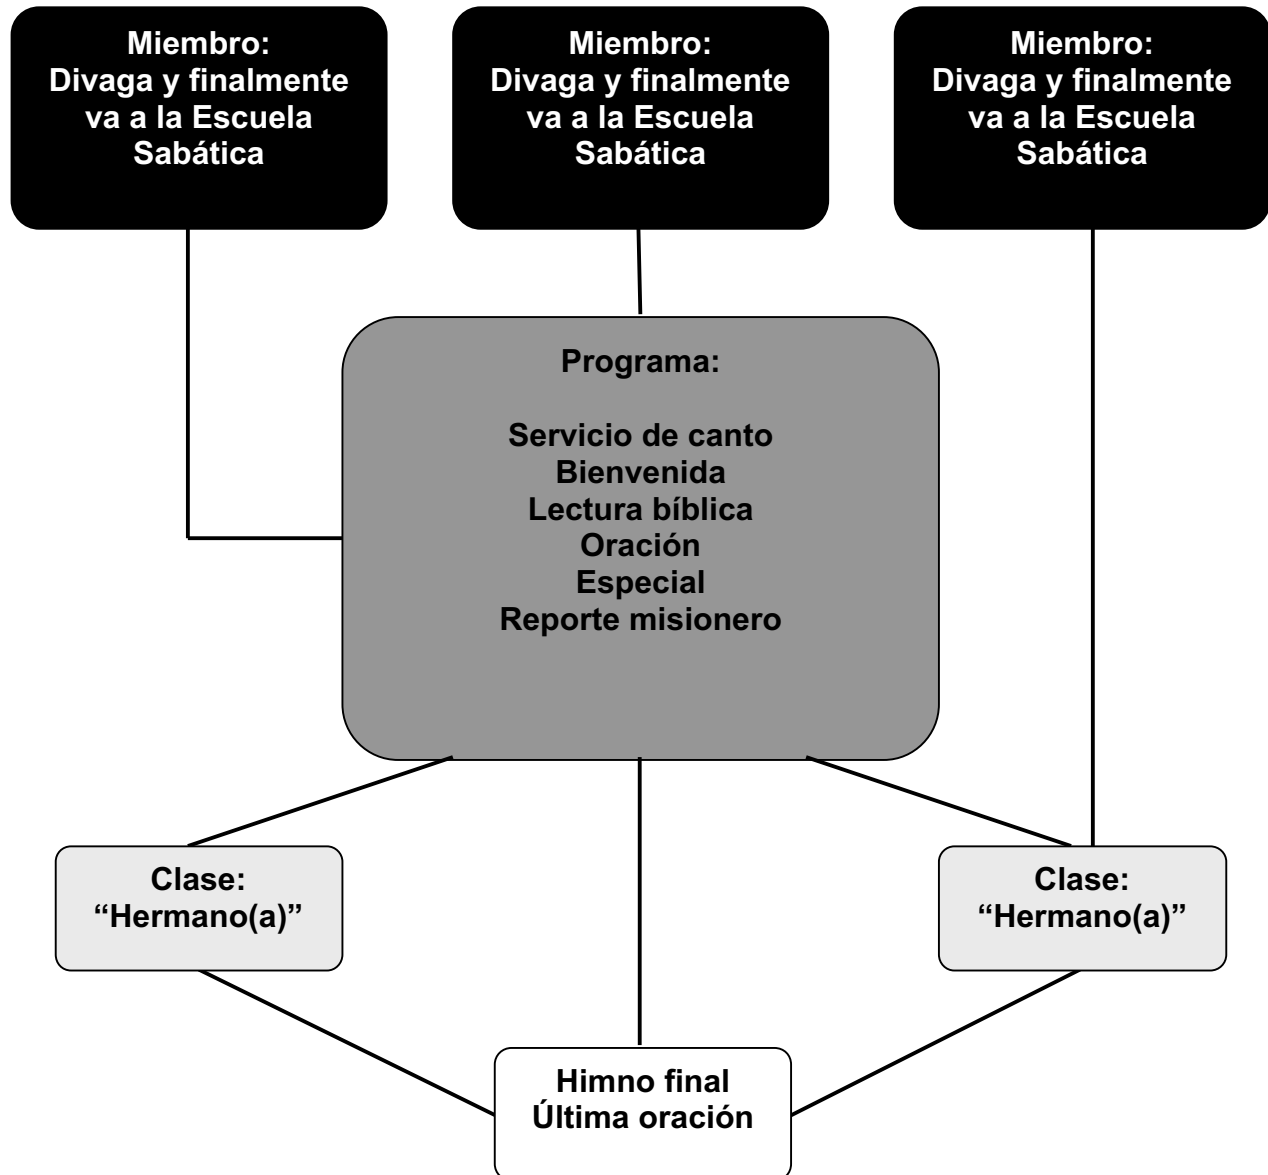 Miembro:
Divaga y finalmente
va a la Escuela
Sabática
Miembro:
Divaga y finalmente
va a la Escuela
Sabática
Miembro:
Divaga y finalmente
va a la Escuela
Sabática
Programa:
Servicio de canto
Bienvenida
Lectura bíblica
Oración
Especial
Reporte misionero
Clase:
“Hermano(a)”
Clase:
“Hermano(a)”
Himno final
Última oración